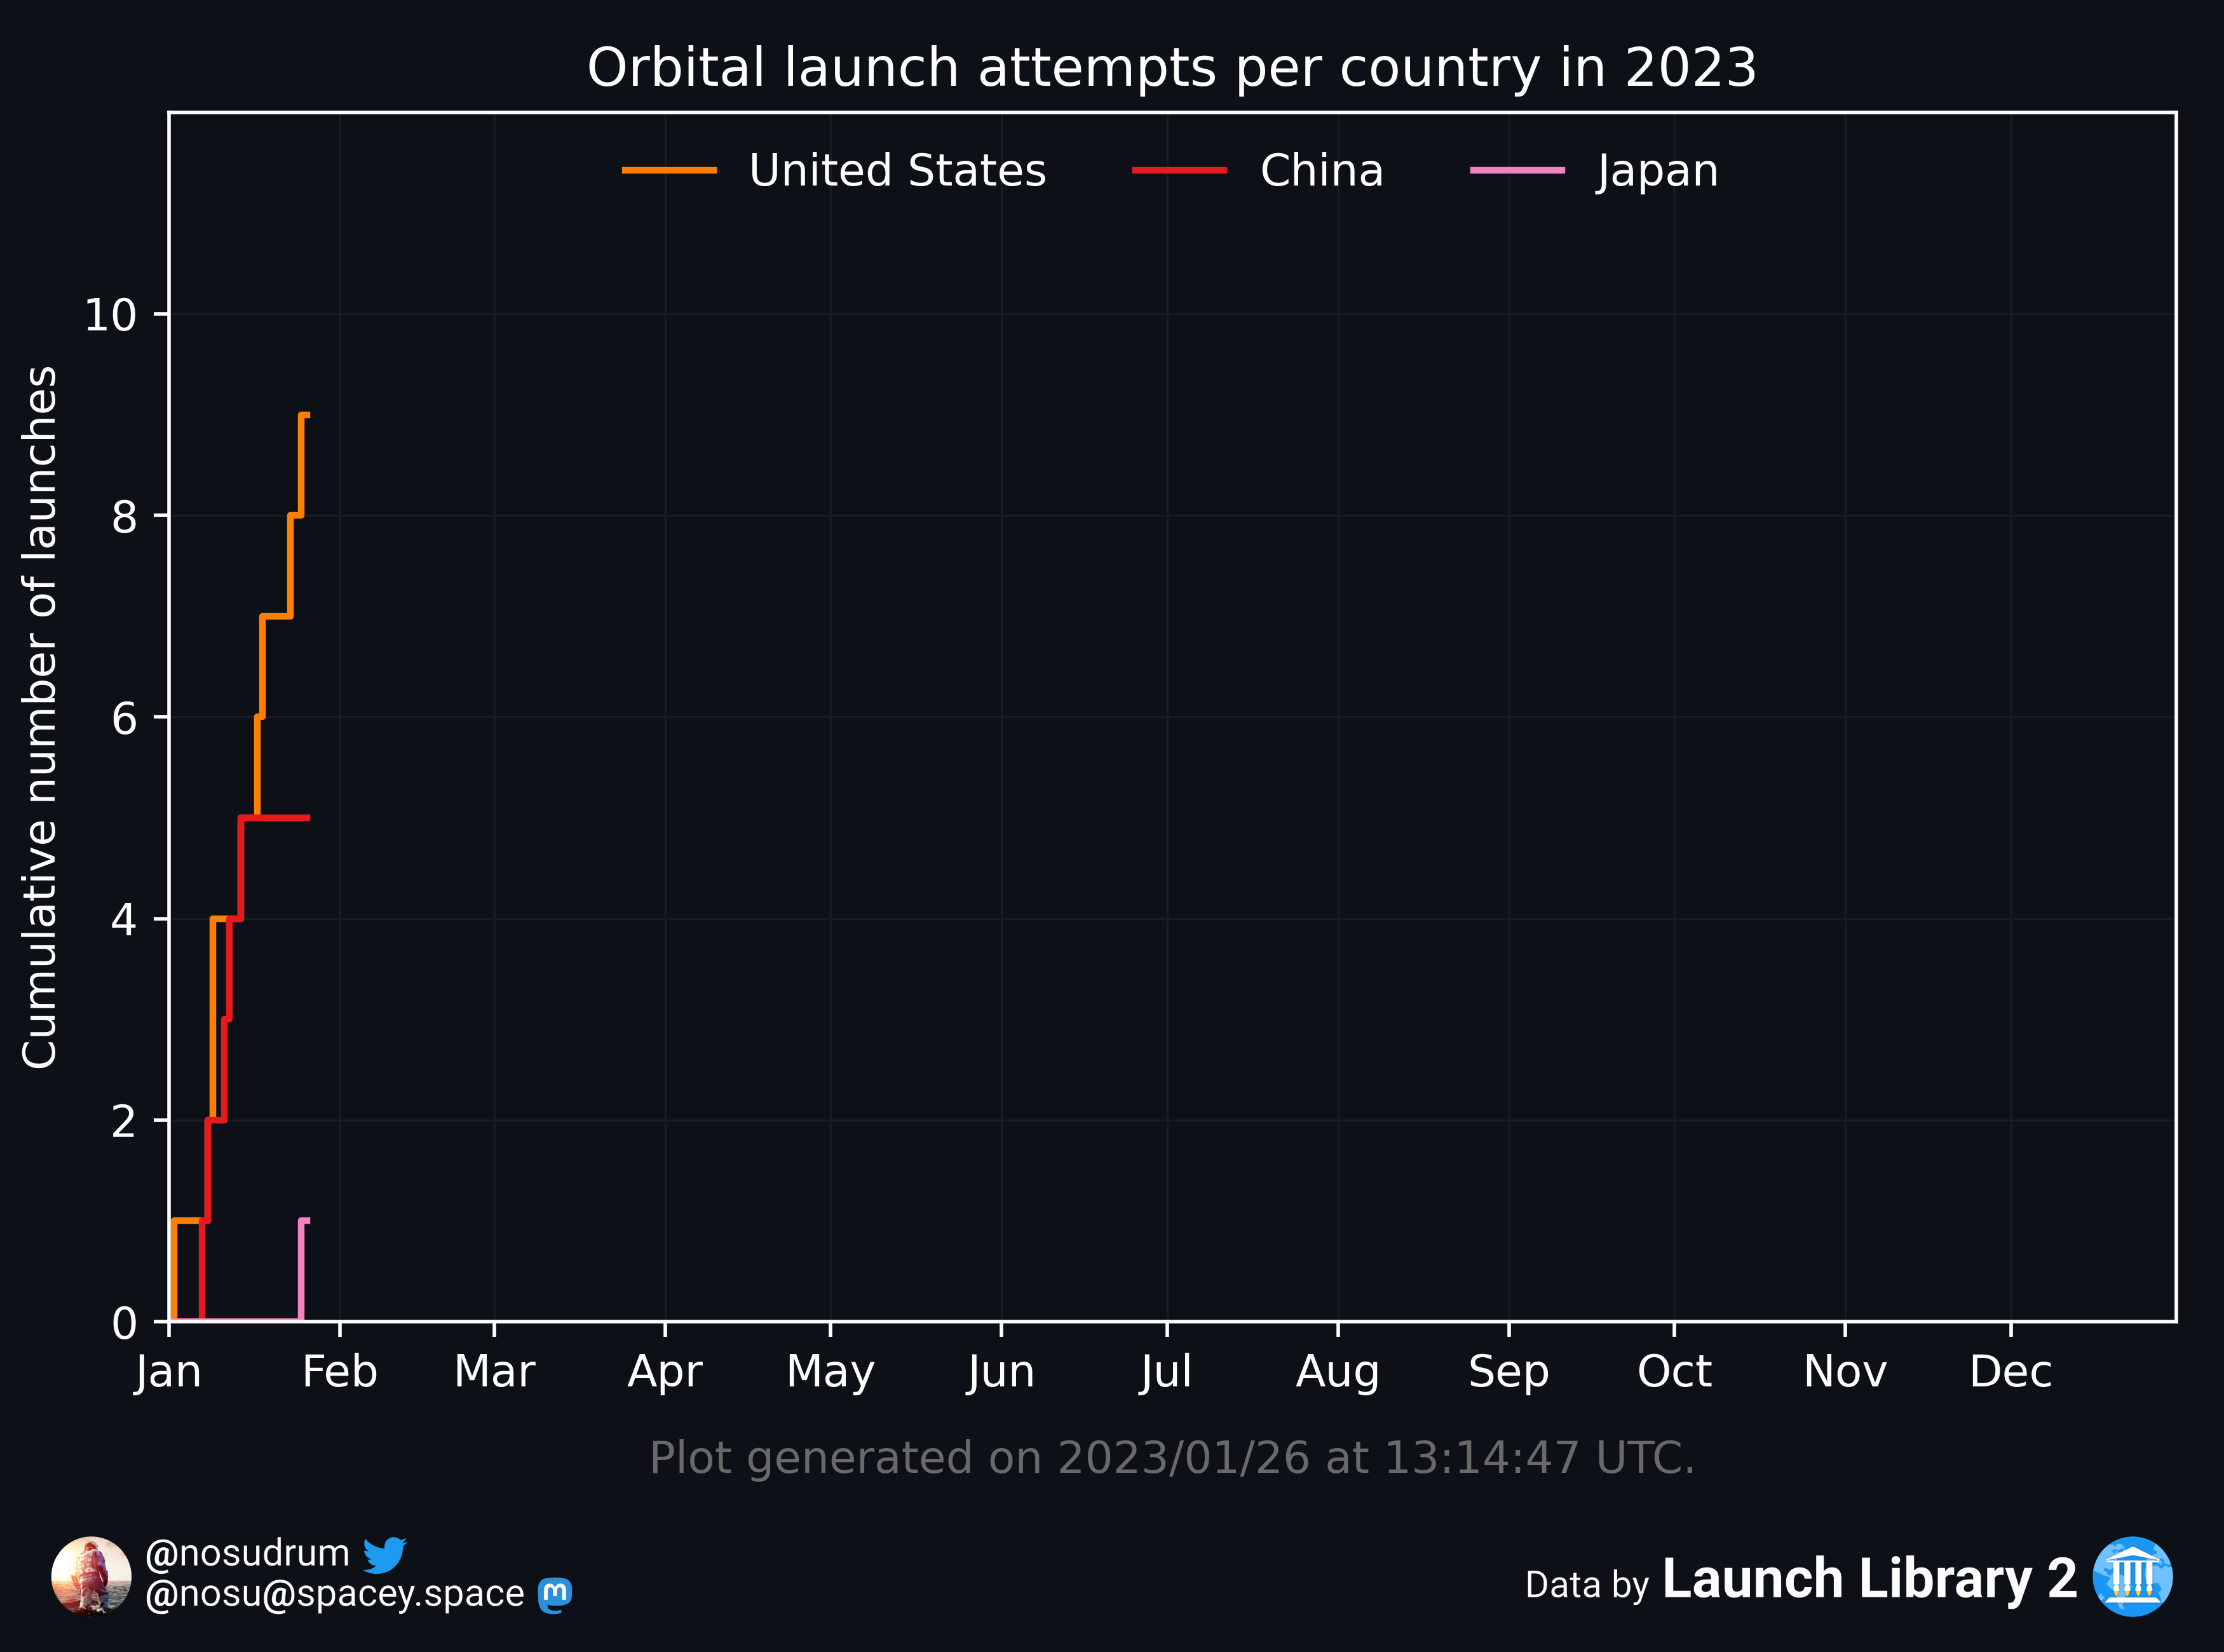 Orbital launch attempts per country in 2023
United States China Japan
Cumulative number of launches
10
8
6
4
2
0
Jan Feb Mar Apr May Jun Jul Aug Sep Oct Nov Dec
Plot generated on 2023/01/26 at 13:14:47 UTC.
@nosudrum
@nosu@spacey.space
Data by Launch Library 2